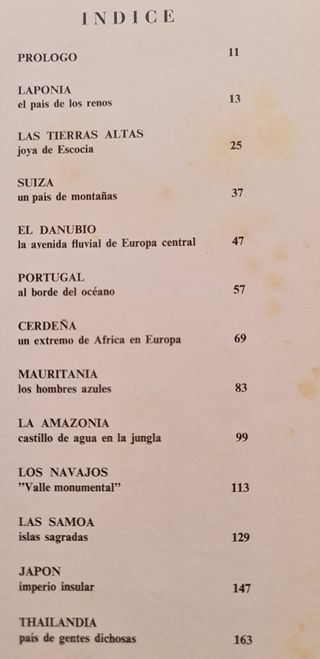 INDICE
PROLOGO 11
LAPONIA
el país de los renos 13
LAS TIERRAS ALTAS
joya de Escocia 25
SUIZA
un país de montañas 37
EL DANUBIO
la avenida fluvial de Europa central 47
PORTUGAL
al borde del océano 57
CERDEÑA
un extremo de Africa en Europa 69
MAURITANIA
los hombres azules 83
LA AMAZONIA
castillo de agua en la jungla 99
LOS NAVAJOS
"Valle monumental" 113
LAS SAMOA
islas sagradas 129
JAPON
imperio insular 147
THAILANDIA
país de gentes dichosas 163